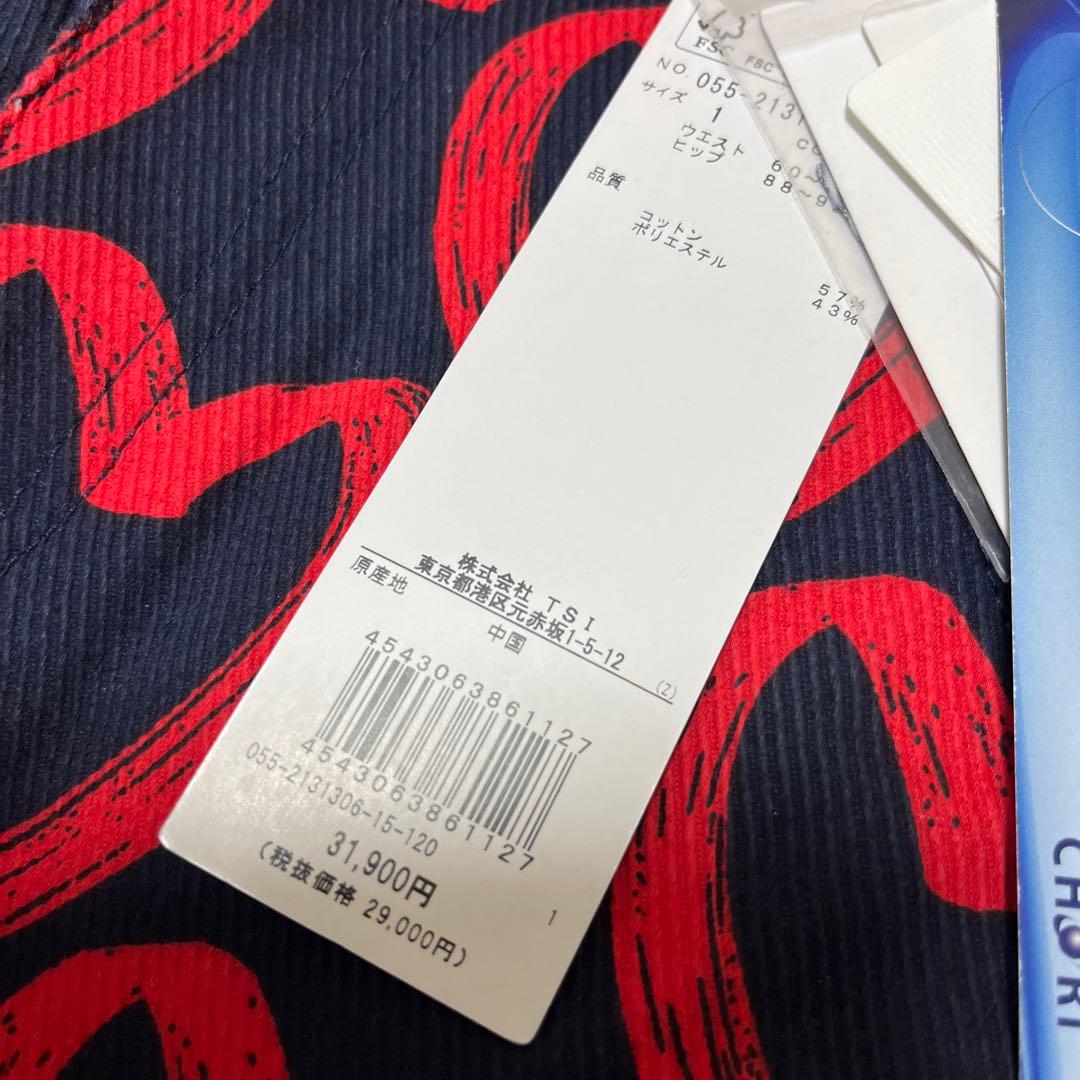 FSC FSC
NO. 055-2131
サイズ
1
ウエスト 60~
ヒップ 88~9
品質
コットン 57%
ポリエステル 43%
株式会社 TSI
東京都港区元赤坂1-5-12
(Z)
原産地
中国
4543063861127
4543063861127
055-2131306-15-120
31,900円
(税抜価格 29,000円)
1
CHORI